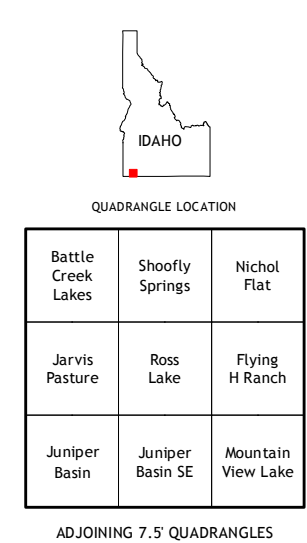 IDAHO
QUADRANGLE LOCATION
Battle
Creek
Lakes
Shoofly
Springs
Nichol
Flat
Jarvis
Pasture
Ross
Lake
Flying
H Ranch
Juniper
Basin
Juniper
Basin SE
Mountain
View Lake
ADJOINING 7.5' QUADRANGLES